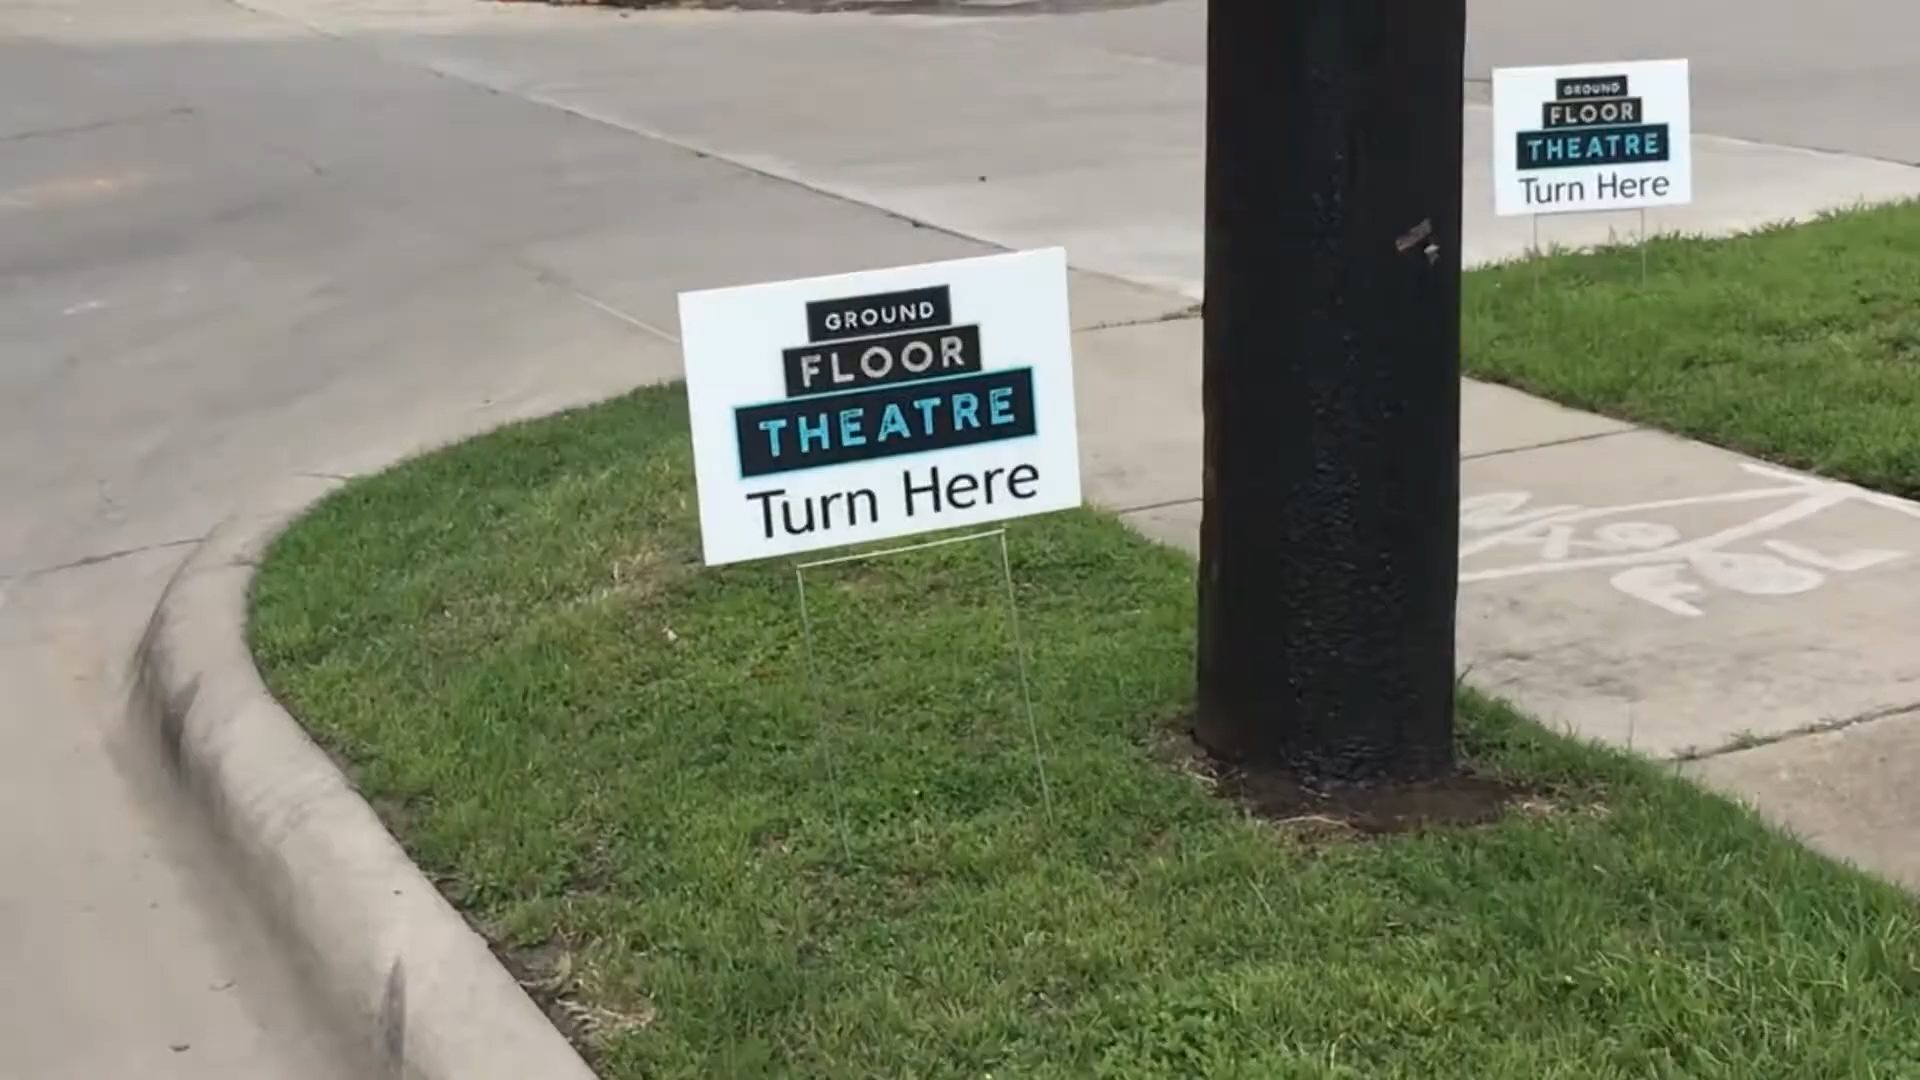 GROUND
FLOOR
THEATRE
Turn Here
GROUND
FLOOR
THEATRE
Turn Here